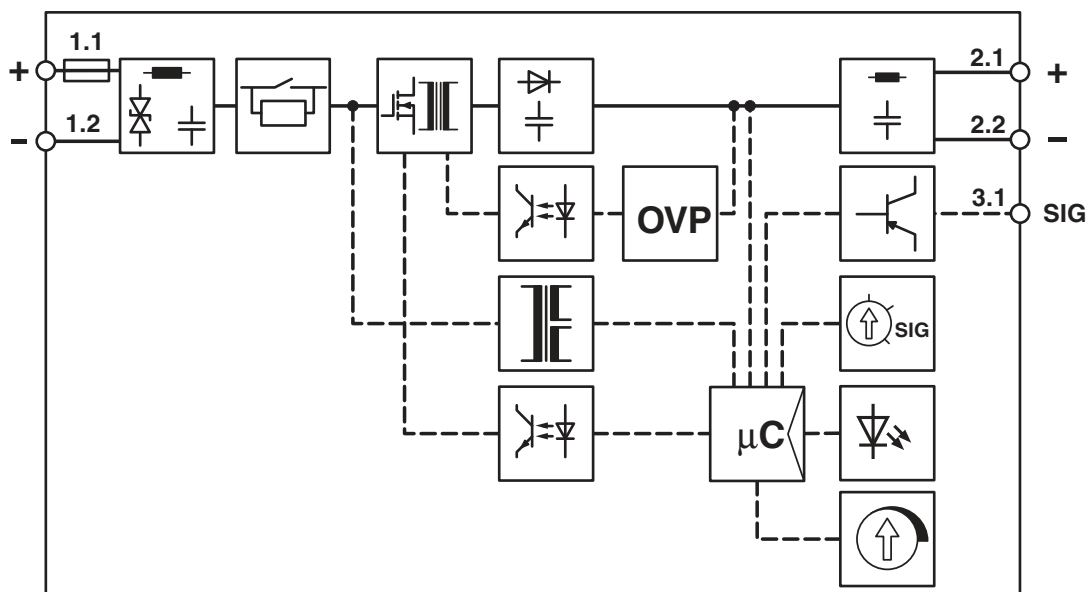 1.1
2.1
+
+
1.2
2.2
–
–
3.1
OVP
SIG
SIG
µC